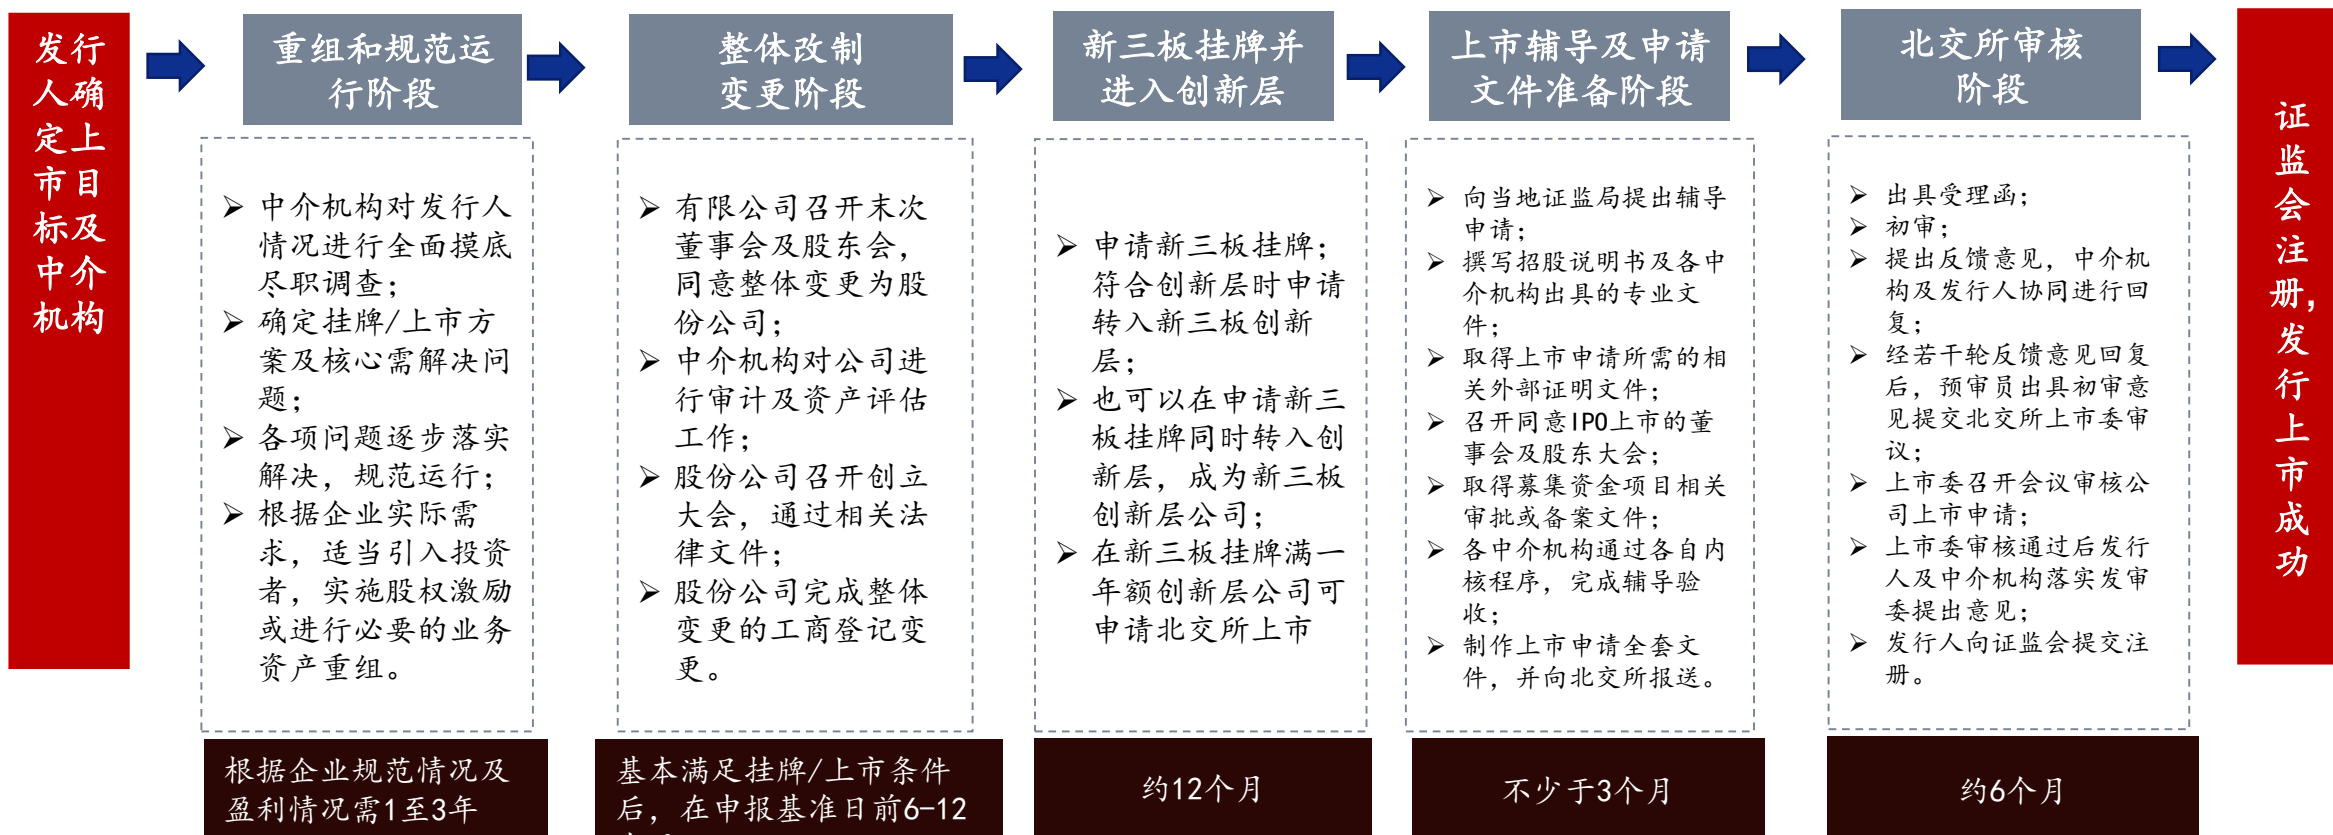 发行
人确
定上
市目
标及
中介
机构
重组和规范运
行阶段
中介机构对发行人
情况进行全面摸底
尽职调查；
确定挂牌/上市方
案及核心需解决问
题；
各项问题逐步落实
解决，规范运行；
根据企业实际需
求，适当引入投资
者，实施股权激励
或进行必要的业务
资产重组。
根据企业规范情况及
盈利情况需1至3年
整体改制
变更阶段
有限公司召开末次
董事会及股东会，
同意整体变更为股
份公司；
中介机构对公司进
行审计及资产评估
工作；
股份公司召开创立
大会，通过相关法
律文件；
股份公司完成整体
变更的工商登记变
更。
基本满足挂牌/上市条件
后，在申报基准日前6-12
新三板挂牌并
进入创新层
申请新三板挂牌；
符合创新层时申请
转入新三板创新
层；
也可以在申请新三
板挂牌同时转入创
新层，成为新三板
创新层公司；
在新三板挂牌满一
年额创新层公司可
申请北交所上市
约12个月
上市辅导及申请
文件准备阶段
向当地证监局提出辅导
申请；
撰写招股说明书及各中
介机构出具的专业文
件；
取得上市申请所需的相
关外部证明文件；
召开同意IPO上市的董
事会及股东大会；
取得募集资金项目相关
审批或备案文件；
各中介机构通过各自内
核程序，完成辅导验
收；
制作上市申请全套文
件，并向北交所报送。
不少于3个月
北交所审核
阶段
出具受理函；
初审；
提出反馈意见，中介机
构及发行人协同进行回
复；
经若干轮反馈意见回复
后，预审员出具初审意
见提交北交所上市委审
议；
上市委召开会议审核公
司上市申请；
上市委审核通过后发行
人及中介机构落实发审
委提出意见；
发行人向证监会提交注
册。
约6个月
证
监
会
注
册，
发
行
上
市
成
功